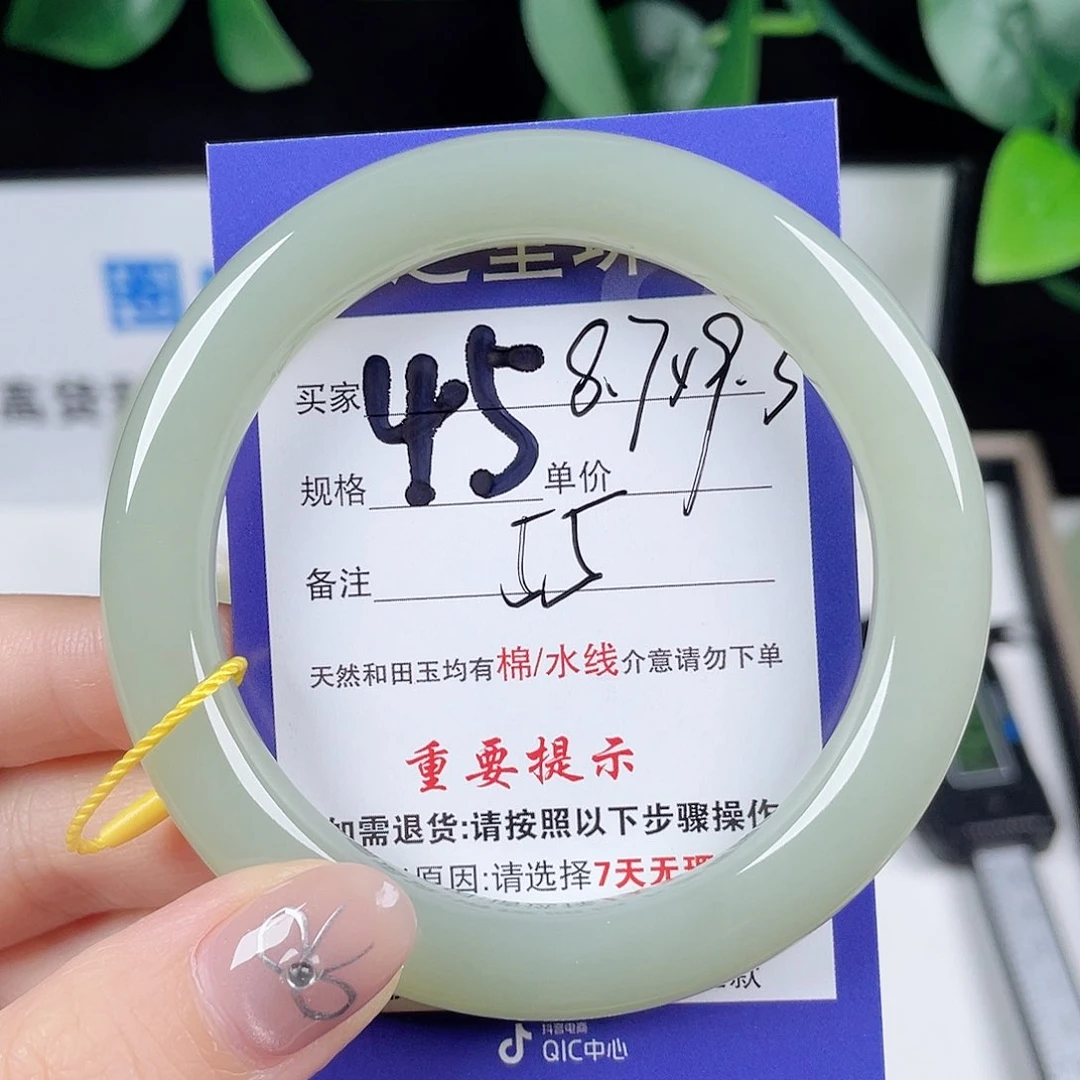 买家 45 8.7×9.5
规格 单价
备注 55
天然和田玉均有棉/水线介意请勿下单
重要提示
如需退货:请按照以下步骤操作
原因:请选择7天无理
款
抖音电商
QIC中心